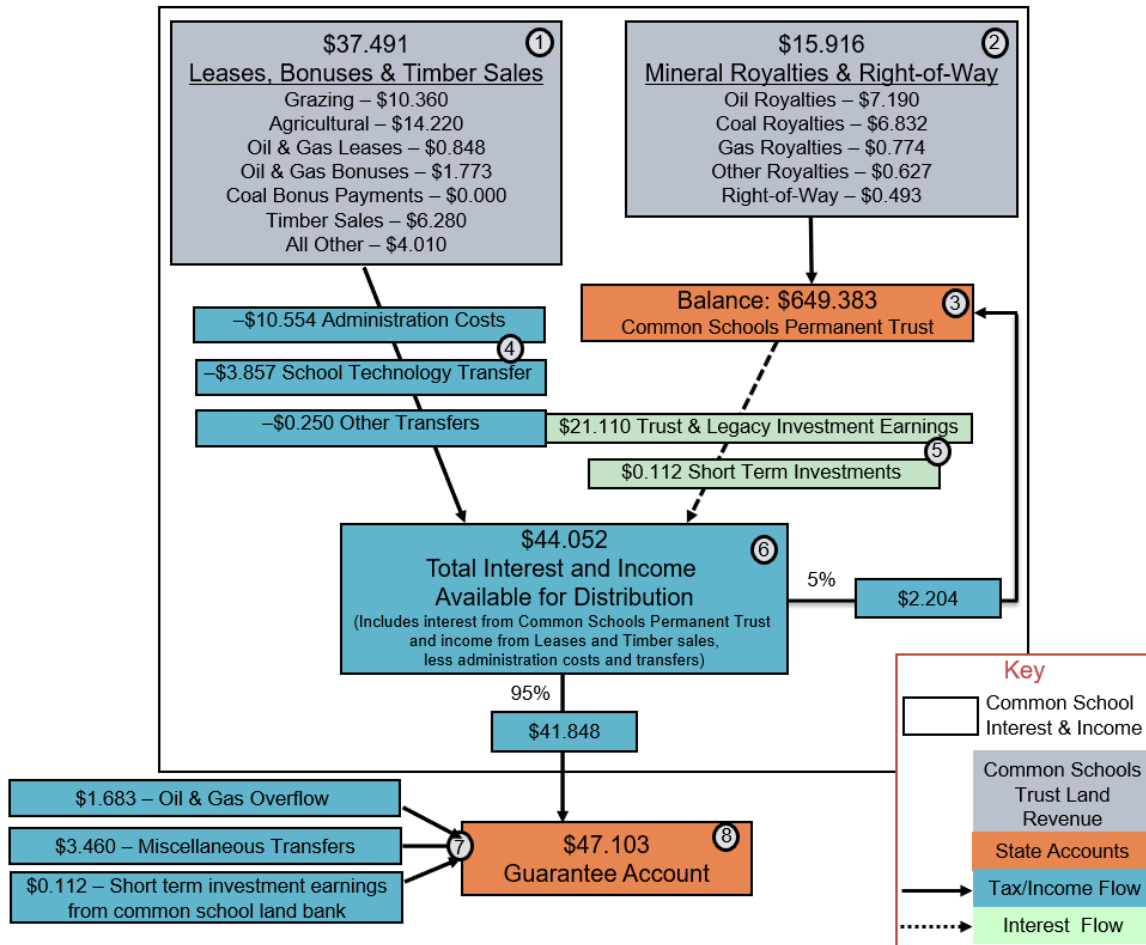 $37.491
1
Leases, Bonuses & Timber Sales
Grazing – $10.360
Agricultural – $14.220
Oil & Gas Leases – $0.848
Oil & Gas Bonuses – $1.773
Coal Bonus Payments – $0.000
Timber Sales – $6.280
All Other – $4.010
$15.916
2
Mineral Royalties & Right-of-Way
Oil Royalties – $7.190
Coal Royalties – $6.832
Gas Royalties – $0.774
Other Royalties – $0.627
Right-of-Way – $0.493
Balance: $649.383
3
Common Schools Permanent Trust
–$10.554 Administration Costs
4
–$3.857 School Technology Transfer
–$0.250 Other Transfers
$21.110 Trust & Legacy Investment Earnings
5
$0.112 Short Term Investments
$44.052
6
Total Interest and Income
Available for Distribution
(Includes interest from Common Schools Permanent Trust
and income from Leases and Timber sales,
less administration costs and transfers)
5%
$2.204
95%
$41.848
$1.683 – Oil & Gas Overflow
$3.460 – Miscellaneous Transfers
$0.112 – Short term investment earnings
from common school land bank
7
$47.103
8
Guarantee Account
Key
Common School
Interest & Income
Common Schools
Trust Land
Revenue
State Accounts
Tax/Income Flow
Interest Flow